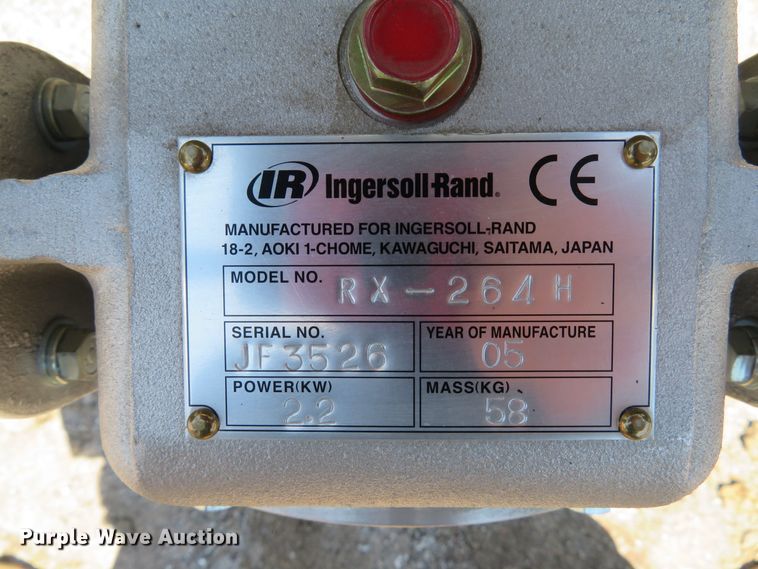 IR Ingersoll-Rand® CE
MANUFACTURED FOR INGERSOLL-RAND
18-2, AOKI 1-CHOME, KAWAGUCHI, SAITAMA, JAPAN
MODEL NO. RX-264H
SERIAL NO. JF3526
YEAR OF MANUFACTURE 05
POWER(KW) 2.2
MASS(KG) 58
Purple Wave Auction